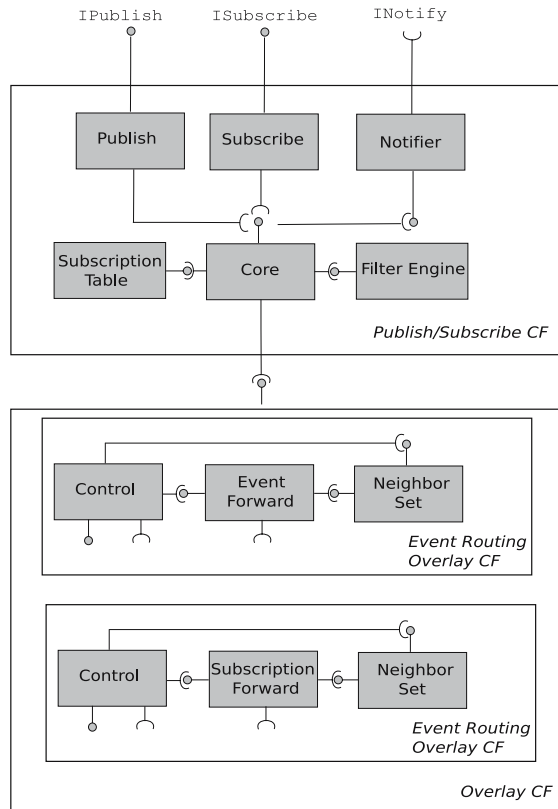 IPublish
ISubscribe
INotify
Publish
Subscribe
Notifier
Subscription
Table
Core
Filter Engine
Publish/Subscribe CF
Control
Event
Forward
Neighbor
Set
Event Routing
Overlay CF
Control
Subscription
Forward
Neighbor
Set
Event Routing
Overlay CF
Overlay CF